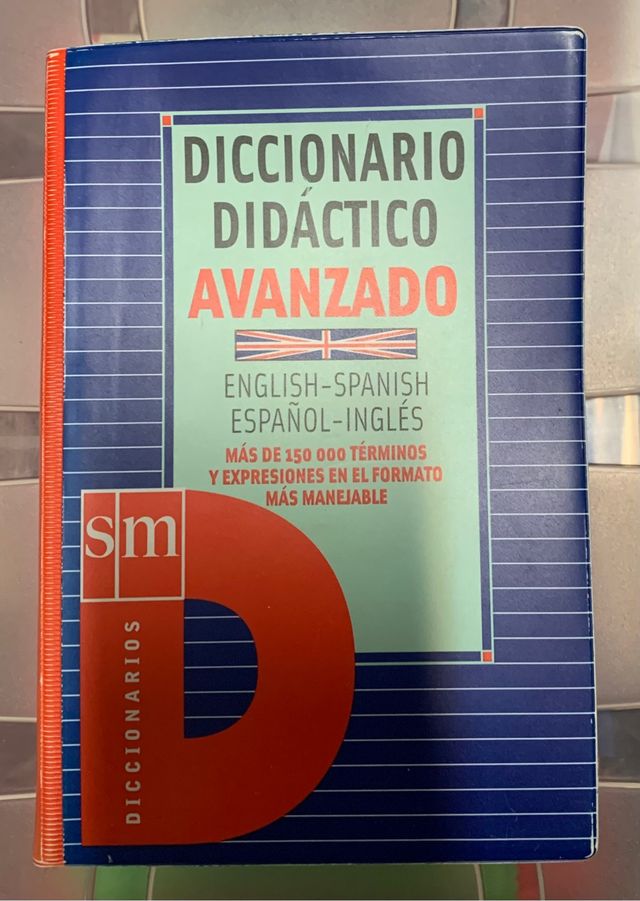 DICCIONARIO
DIDÁCTICO
AVANZADO
ENGLISH-SPANISH
ESPAÑOL-INGLÉS
MÁS DE 150 000 TÉRMINOS
Y EXPRESIONES EN EL FORMATO
MÁS MANEJABLE
sm
D
DICCIONARIOS